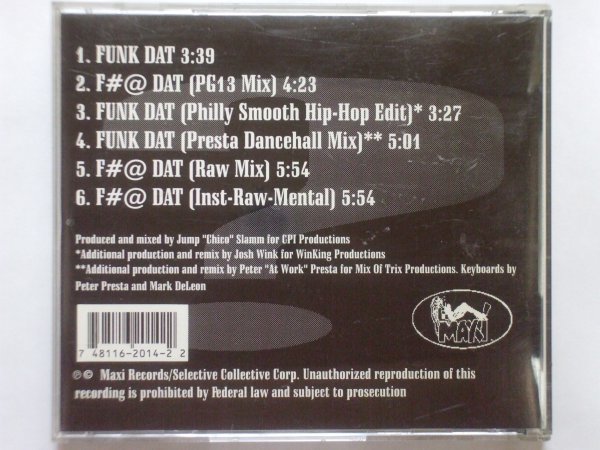 1. FUNK DAT 3:39
2. F#@ DAT (PG13 Mix) 4:23
3. FUNK DAT (Philly Smooth Hip-Hop Edit)* 3:27
4. FUNK DAT (Presta Dancehall Mix)** 5:01
5. F#@ DAT (Raw Mix) 5:54
6. F#@ DAT (Inst-Raw-Mental) 5:54
Produced and mixed by Jump "Chico" Slamm for CPI Productions
*Additional production and remix by Josh Wink for WinKing Productions
**Additional production and remix by Peter "At Work" Presta for Mix Of Trix Productions. Keyboards by
Peter Presta and Mark DeLeon
MAXI
7 48116-2014-2 2
℗© Maxi Records/Selective Collective Corp. Unauthorized reproduction of this
recording is prohibited by Federal law and subject to prosecution